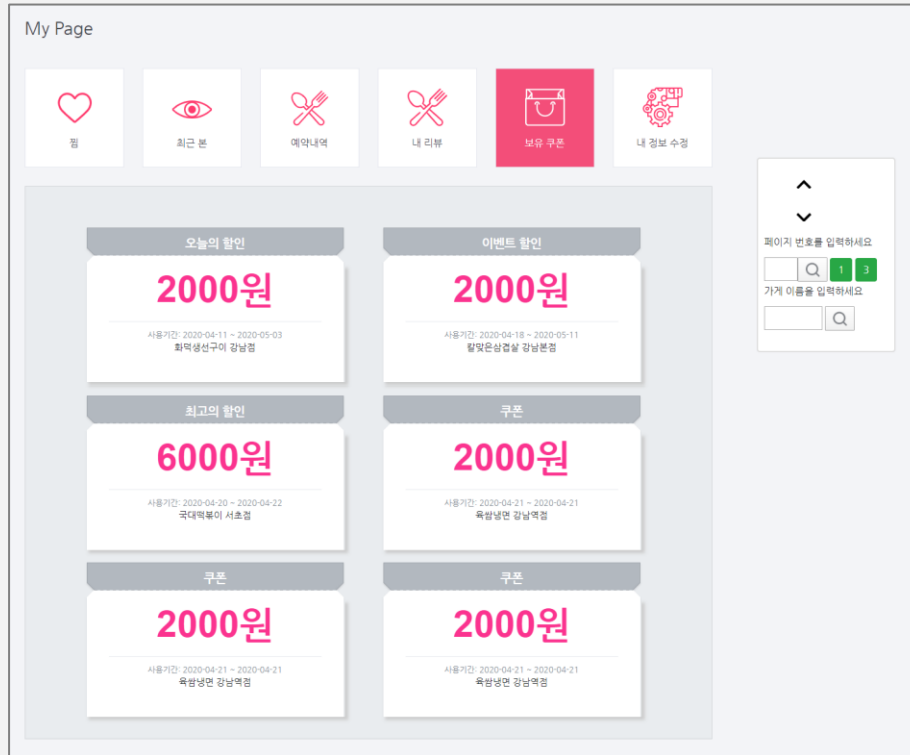 My Page
찜
최근 본
예약내역
내 리뷰
보유 쿠폰
내 정보 수정
오늘의 할인
2000원
사용기간: 2020-04-11 ~ 2020-05-03
화덕생선구이 강남점
이벤트 할인
2000원
사용기간: 2020-04-18 ~ 2020-05-11
칼맞은삼겹살 강남본점
최고의 할인
6000원
사용기간: 2020-04-20 ~ 2020-04-22
국대떡볶이 서초점
쿠폰
2000원
사용기간: 2020-04-21 ~ 2020-04-21
육쌈냉면 강남역점
쿠폰
2000원
사용기간: 2020-04-21 ~ 2020-04-21
육쌈냉면 강남역점
쿠폰
2000원
사용기간: 2020-04-21 ~ 2020-04-21
육쌈냉면 강남역점
페이지 번호를 입력하세요
1 3
가게 이름을 입력하세요